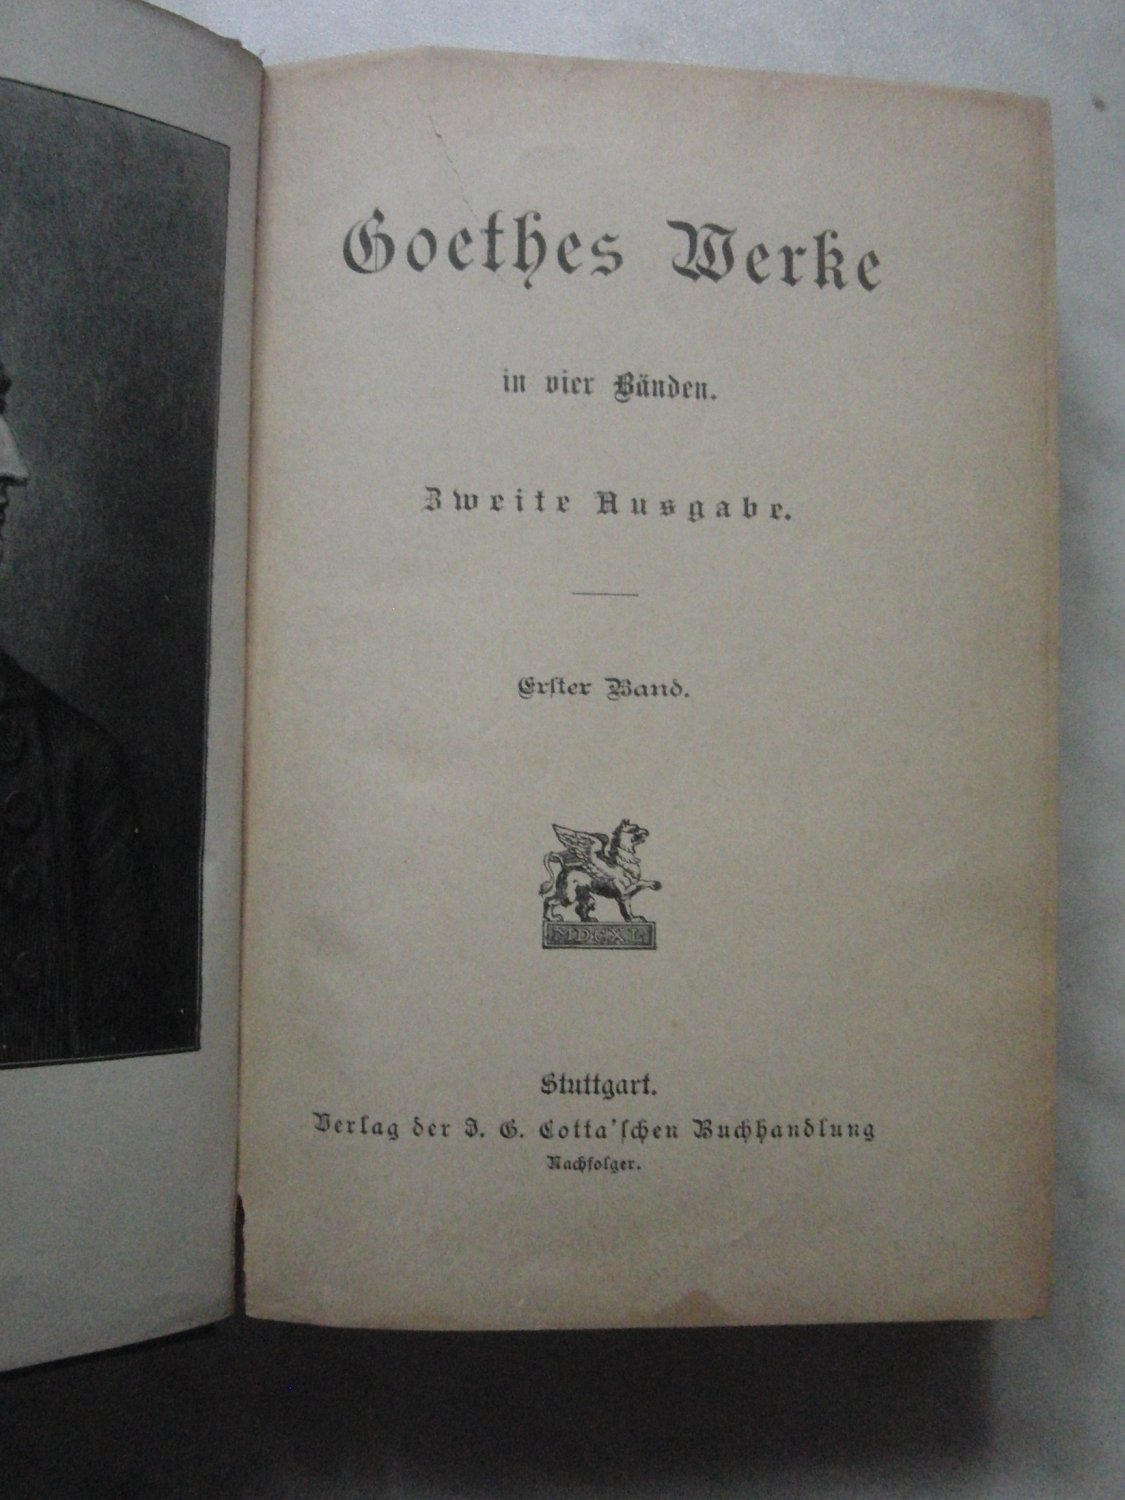 Goethes Werke
in vier Bänden.
Zweite Ausgabe.
Erſter Band.
MDCXL
Stuttgart.
Verlag der J. G. Cotta'ſchen Buchhandlung
Nachfolger.